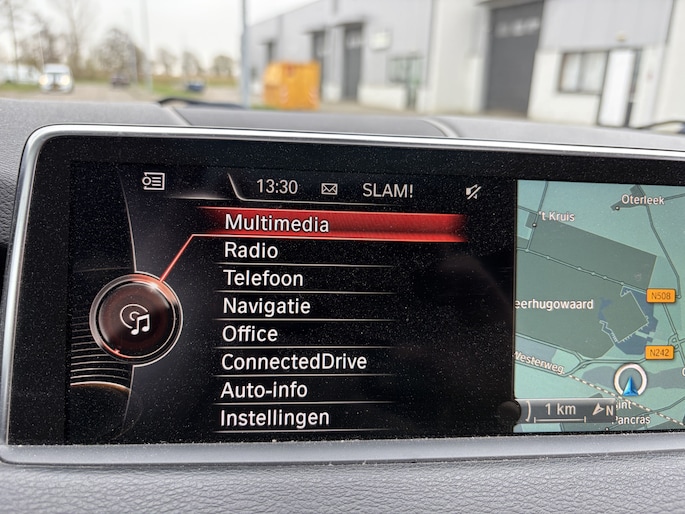 13:30 SLAM!
Multimedia
Radio
Telefoon
Navigatie
Office
ConnectedDrive
Auto-info
Instellingen
Oterleek
't Kruis
N508
eerhugowaard
N242
Westerweg
1 km
N
int
Pancras